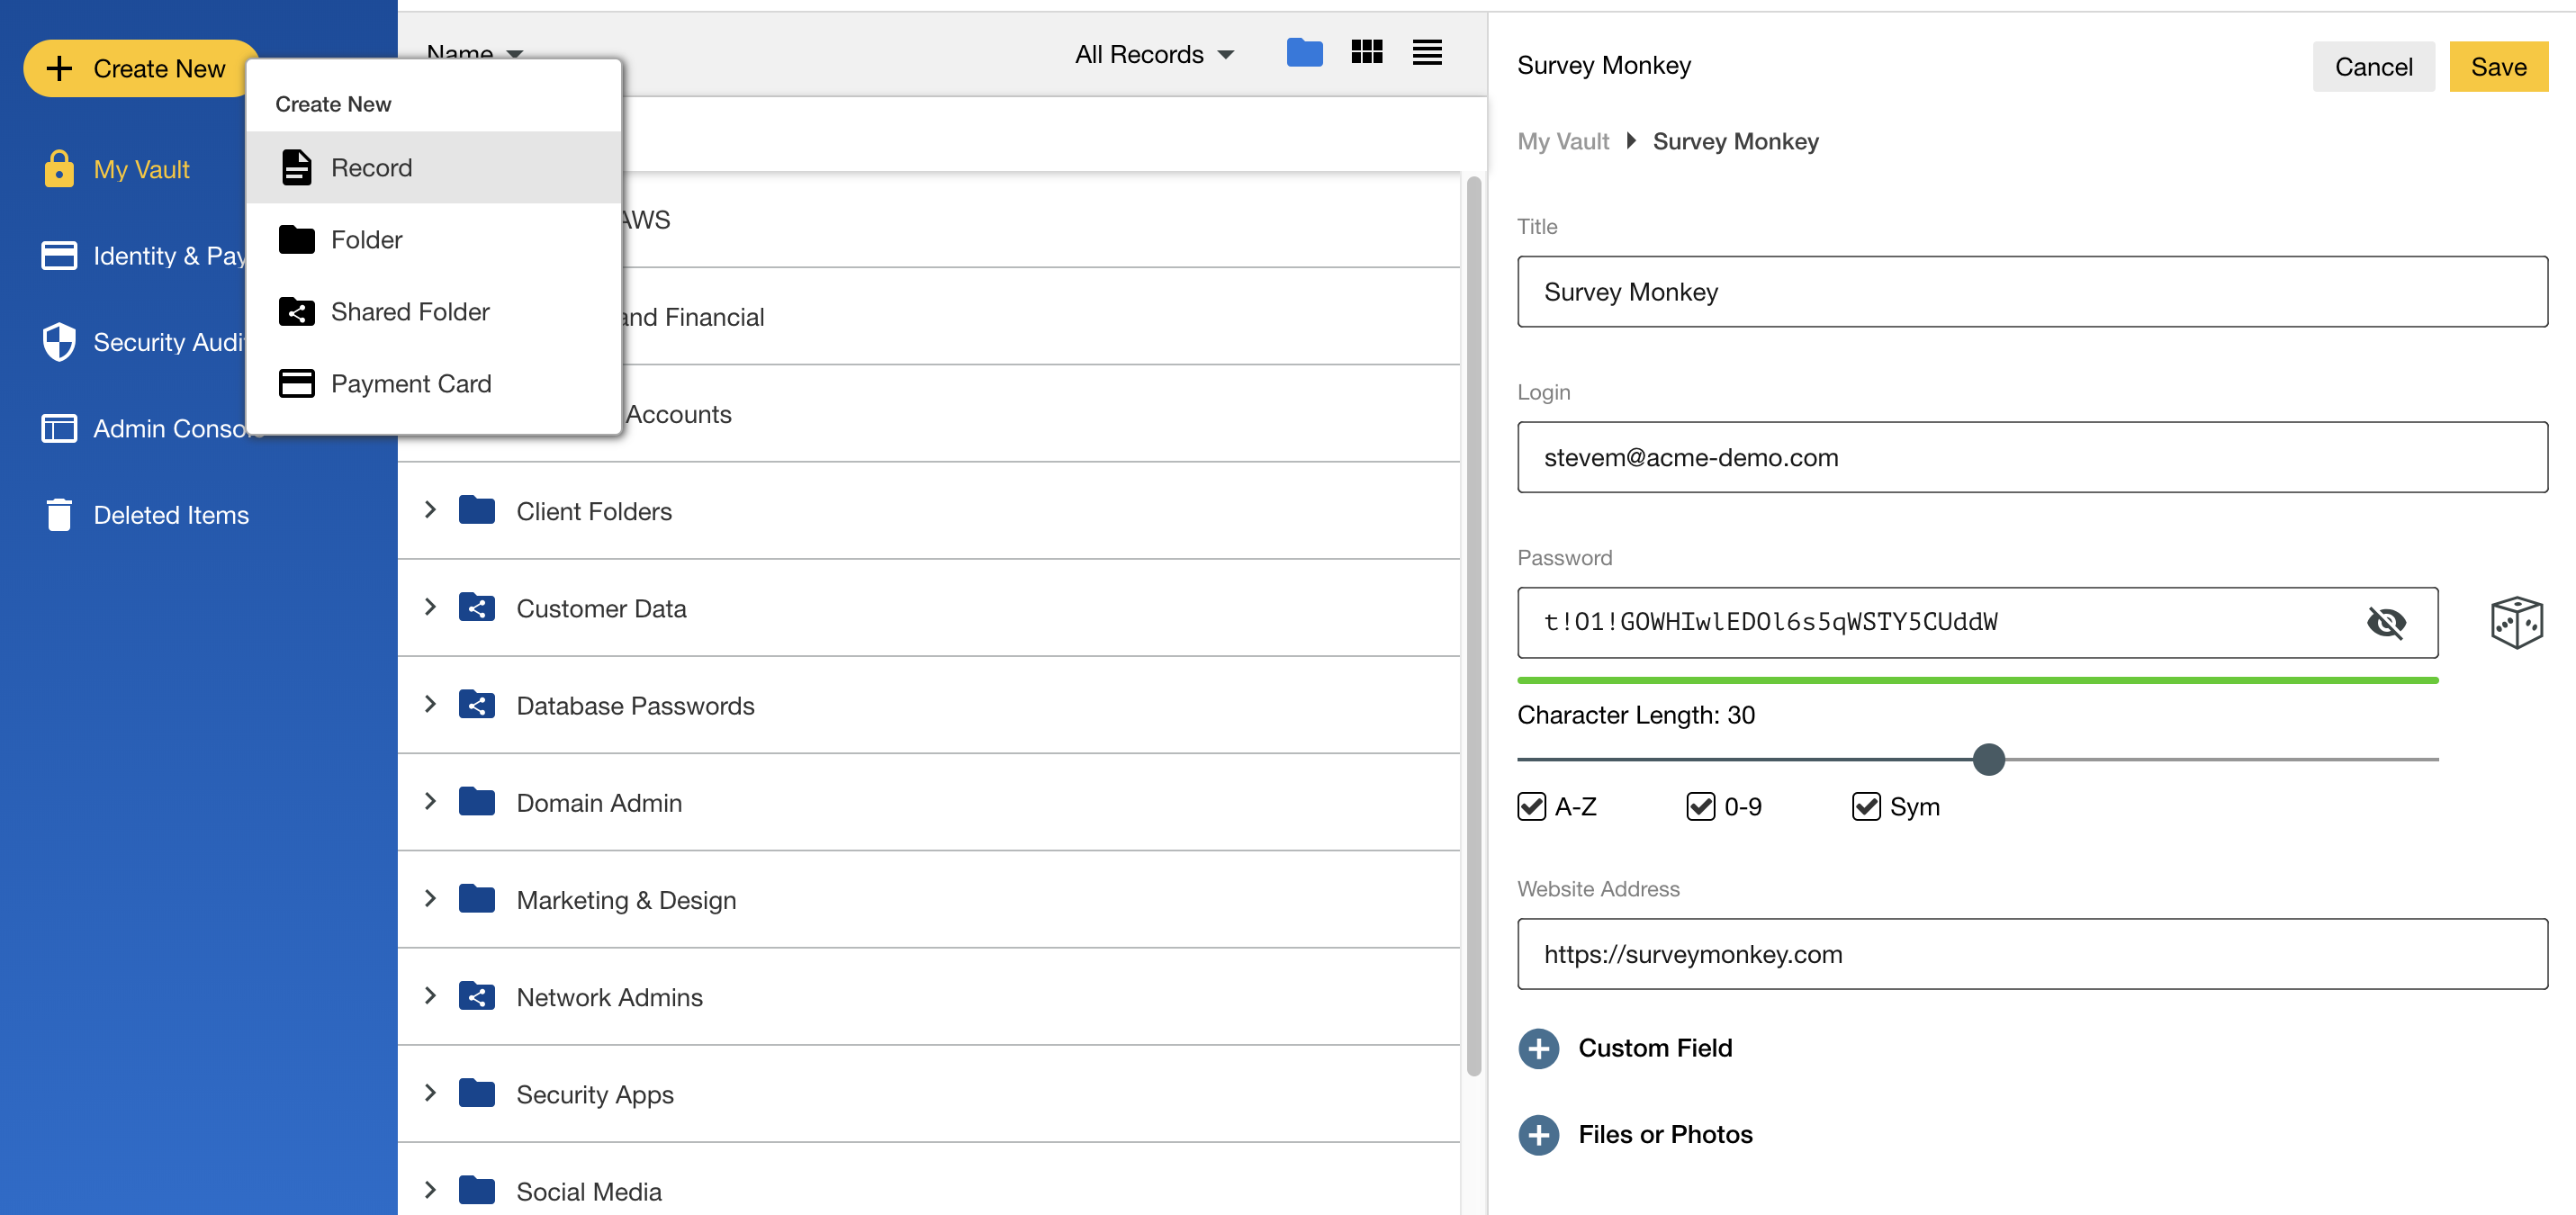 Create New
My Vault
Identity & Pay
Security Audi
Admin Conso
Deleted Items
Create New
Record
Folder
Shared Folder
Payment Card
Name
All Records
AWS
and Financial
Accounts
Client Folders
Customer Data
Database Passwords
Domain Admin
Marketing & Design
Network Admins
Security Apps
Social Media
Survey Monkey
Cancel
Save
My Vault Survey Monkey
Title
Survey Monkey
Login
stevem@acme-demo.com
Password
t!O1!GOWHIwlEDOl6s5qWSTY5CUddW
Character Length: 30
A-Z 0-9 Sym
Website Address
https://surveymonkey.com
Custom Field
Files or Photos